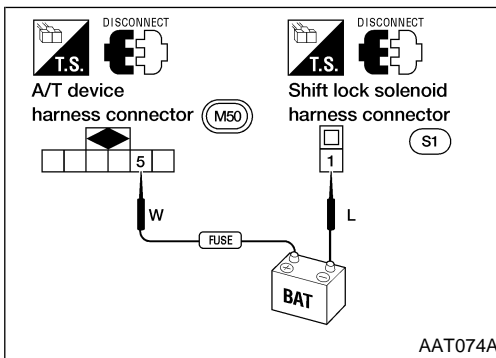 DISCONNECT
T.S.
A/T device
harness connector
M50
5
W
FUSE
DISCONNECT
T.S.
Shift lock solenoid
harness connector
S1
1
L
BAT
AAT074A